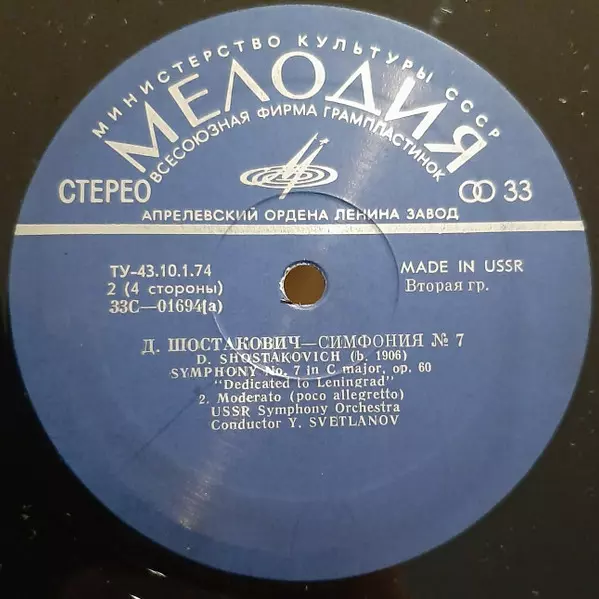 МИНИСТЕРСТВО КУЛЬТУРЫ СССР
МЕЛОДИЯ
ВСЕСОЮЗНАЯ ФИРМА ГРАМПЛАСТИНОК
СТЕРЕО
33
АПРЕЛЕВСКИЙ ОРДЕНА ЛЕНИНА ЗАВОД
ТУ-43.10.1.74
MADE IN USSR
2 (4 стороны)
Вторая гр.
33С—01694(а)
Д. ШОСТАКОВИЧ—СИМФОНИЯ № 7
D. SHOSTAKOVICH (b. 1906)
SYMPHONY No. 7 in C major, op. 60
"Dedicated to Leningrad"
2. Moderato (poco allegretto)
USSR Symphony Orchestra
Conductor Y. SVETLANOV